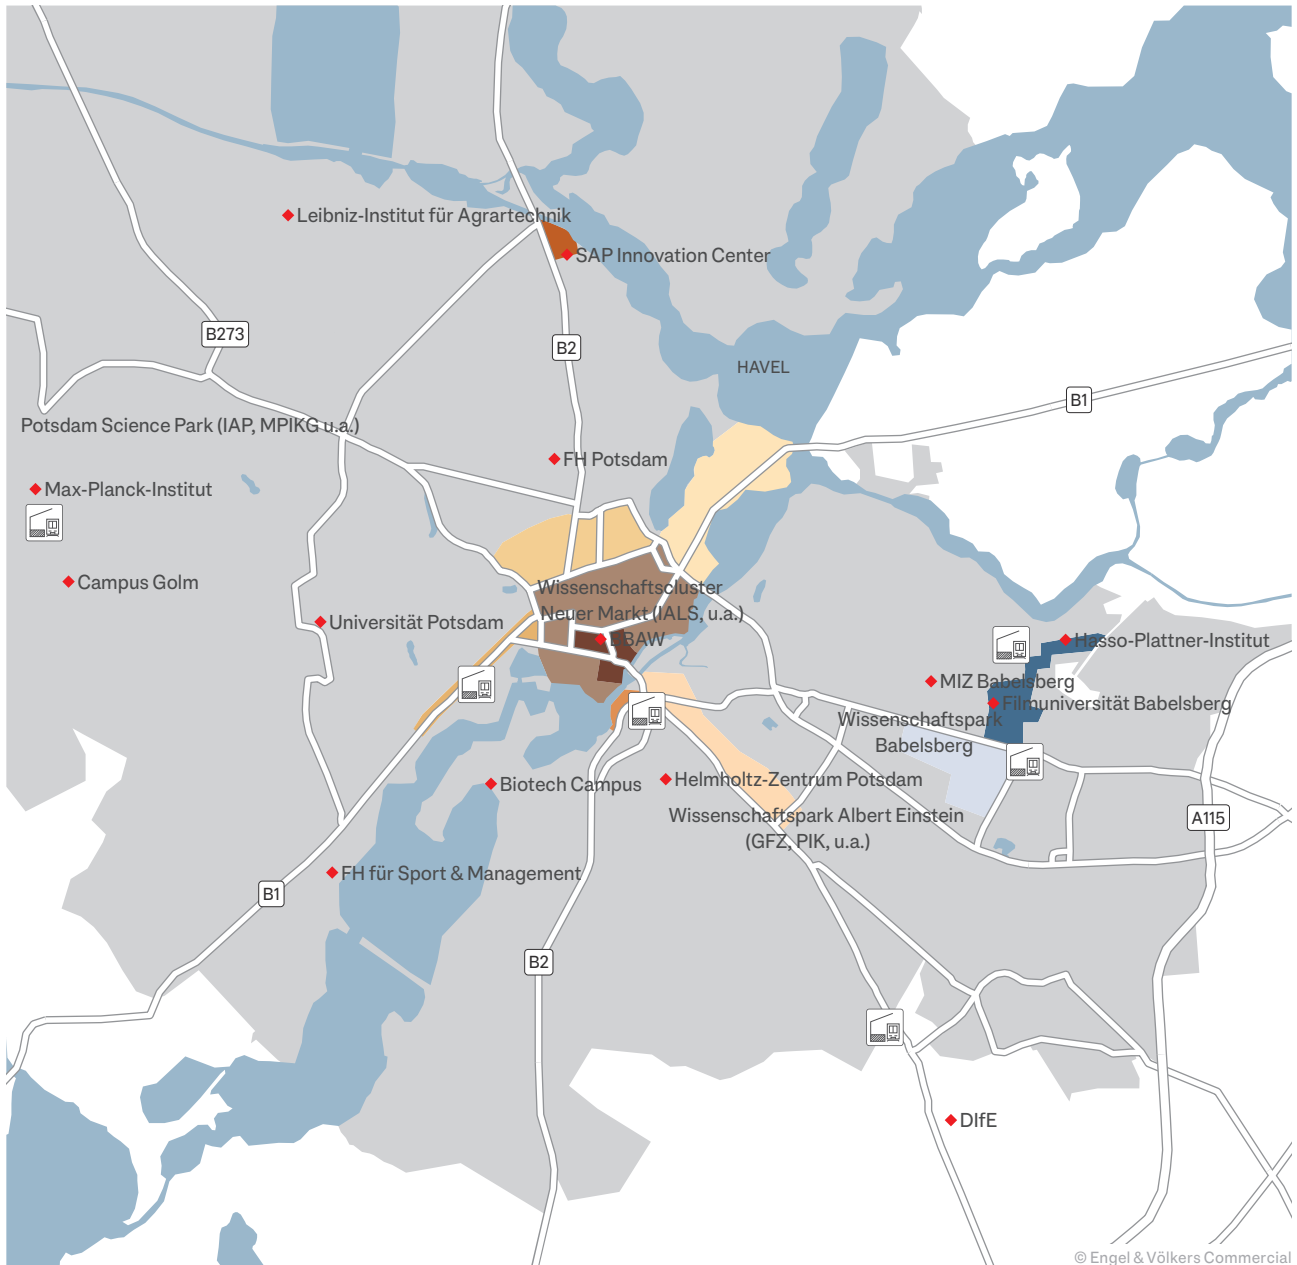 Leibniz-Institut für Agrartechnik
SAP Innovation Center
B273
B2
HAVEL
B1
Potsdam Science Park (IAP, MPIKG u.a.)
FH Potsdam
Max-Planck-Institut
Campus Golm
Wissenschaftscluster
Neuer Markt (IALS, u.a.)
Universität Potsdam
BBAW
Hasso-Plattner-Institut
MIZ Babelsberg
Filmuniversität Babelsberg
Wissenschaftspark
Babelsberg
Biotech Campus
Helmholtz-Zentrum Potsdam
Wissenschaftspark Albert Einstein
(GFZ, PIK, u.a.)
A115
FH für Sport & Management
B1
B2
DIfE
© Engel & Völkers Commercial